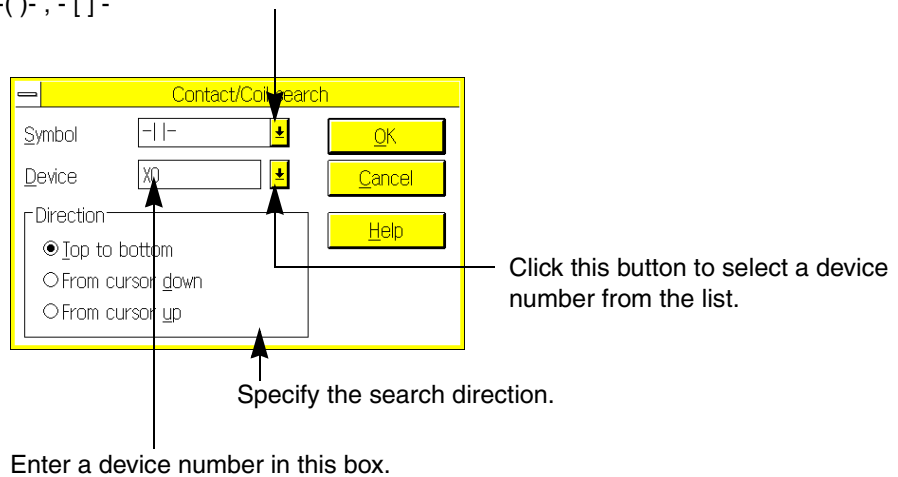 -( )- , - [ ] -
Contact/Coil search
Symbol
-| |-
OK
Device
X0
Cancel
Direction
Help
Top to bottom
From cursor down
From cursor up
Click this button to select a device
number from the list.
Specify the search direction.
Enter a device number in this box.